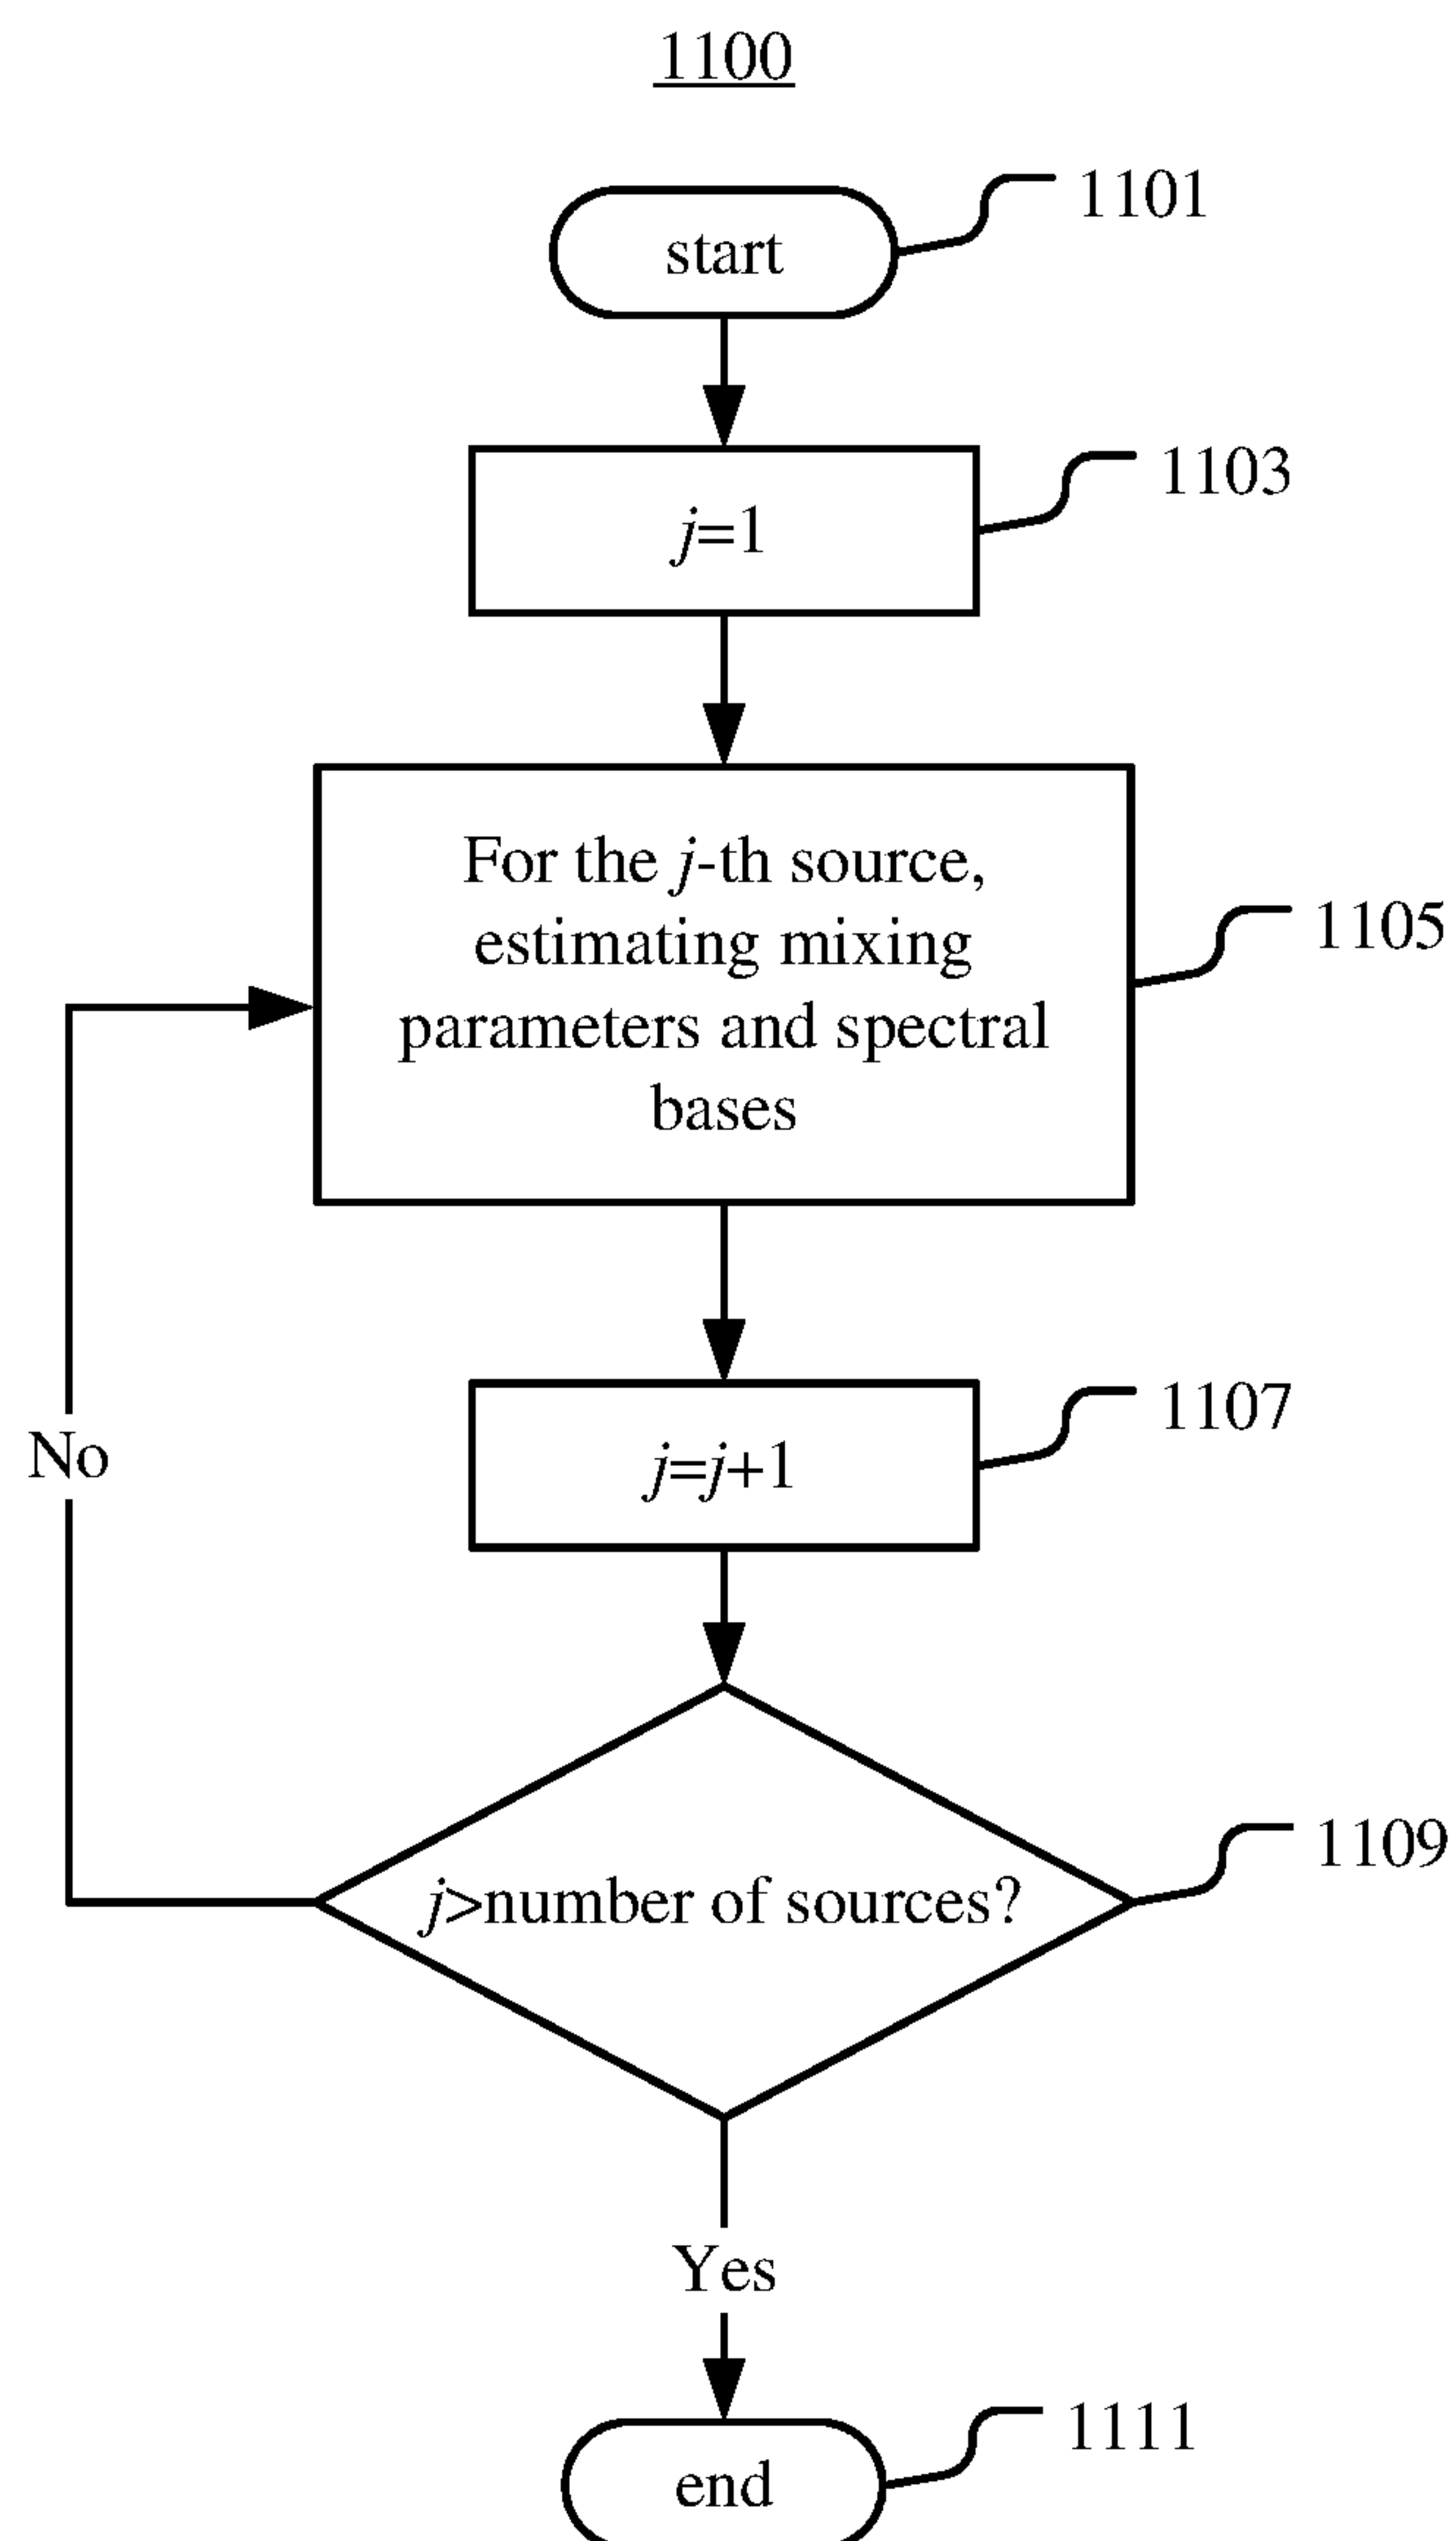 1100
start
1101
j=1
1103
For the j-th source,
estimating mixing
parameters and spectral
bases
1105
j=j+1
1107
No
j>number of sources?
1109
Yes
end
1111